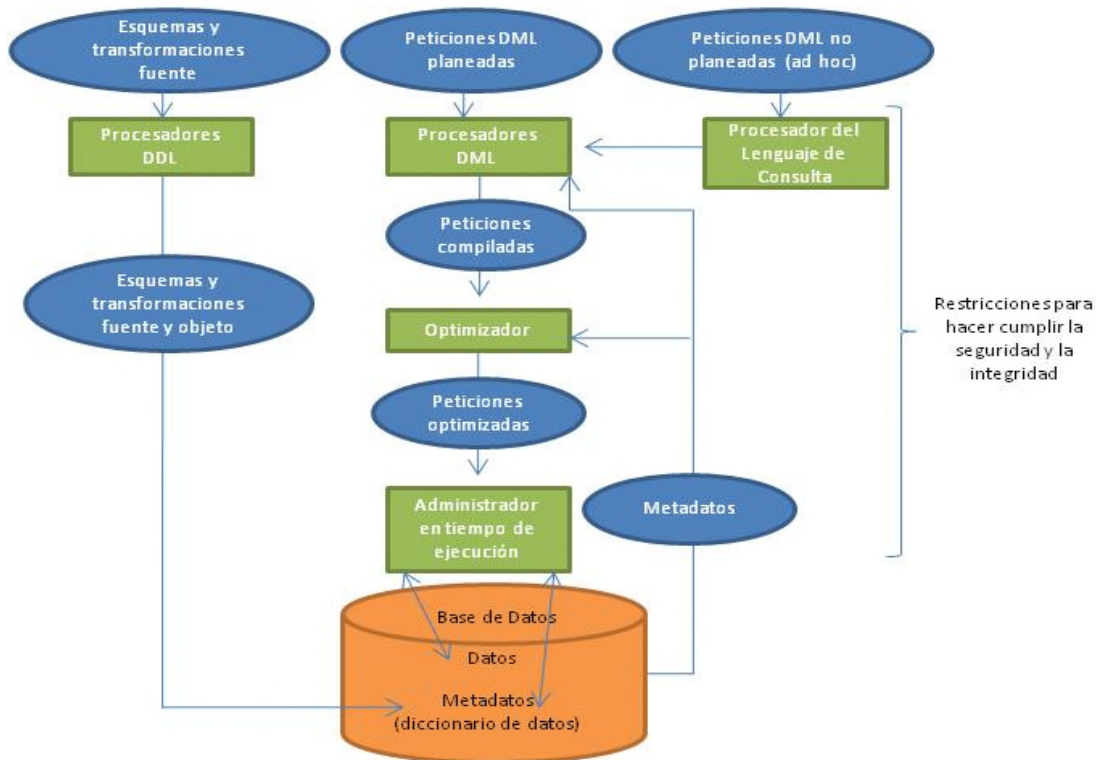 Esquemas y
transformaciones
fuente
Peticiones DML
planeadas
Peticiones DML no
planeadas (ad hoc)
Procesadores
DDL
Procesadores
DML
Procesador del
Lenguaje de
Consulta
Peticiones
compiladas
Esquemas y
transformaciones
fuente y objeto
Optimizador
Restricciones para
hacer cumplir la
seguridad y la
integridad
Peticiones
optimizadas
Administrador
en tiempo de
ejecución
Metadatos
Base de Datos
Datos
Metadatos
(diccionario de datos)